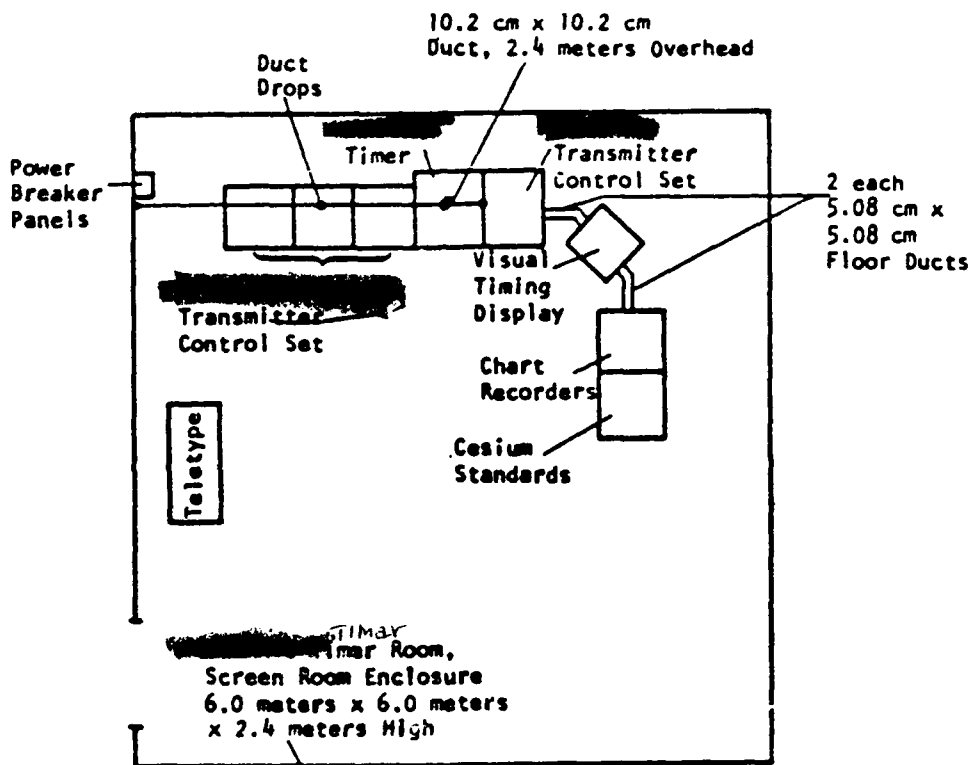 10.2 cm x 10.2 cm
Duct, 2.4 meters Overhead
Duct
Drops
Timer
Transmitter
Control Set
Power
Breaker
Panels
2 each
5.08 cm x
5.08 cm
Floor Ducts
Visual
Timing
Display
Transmitter
Control Set
Chart
Recorders
Cesium
Standards
Teletype
Timar
Timer Room,
Screen Room Enclosure
6.0 meters x 6.0 meters
x 2.4 meters High